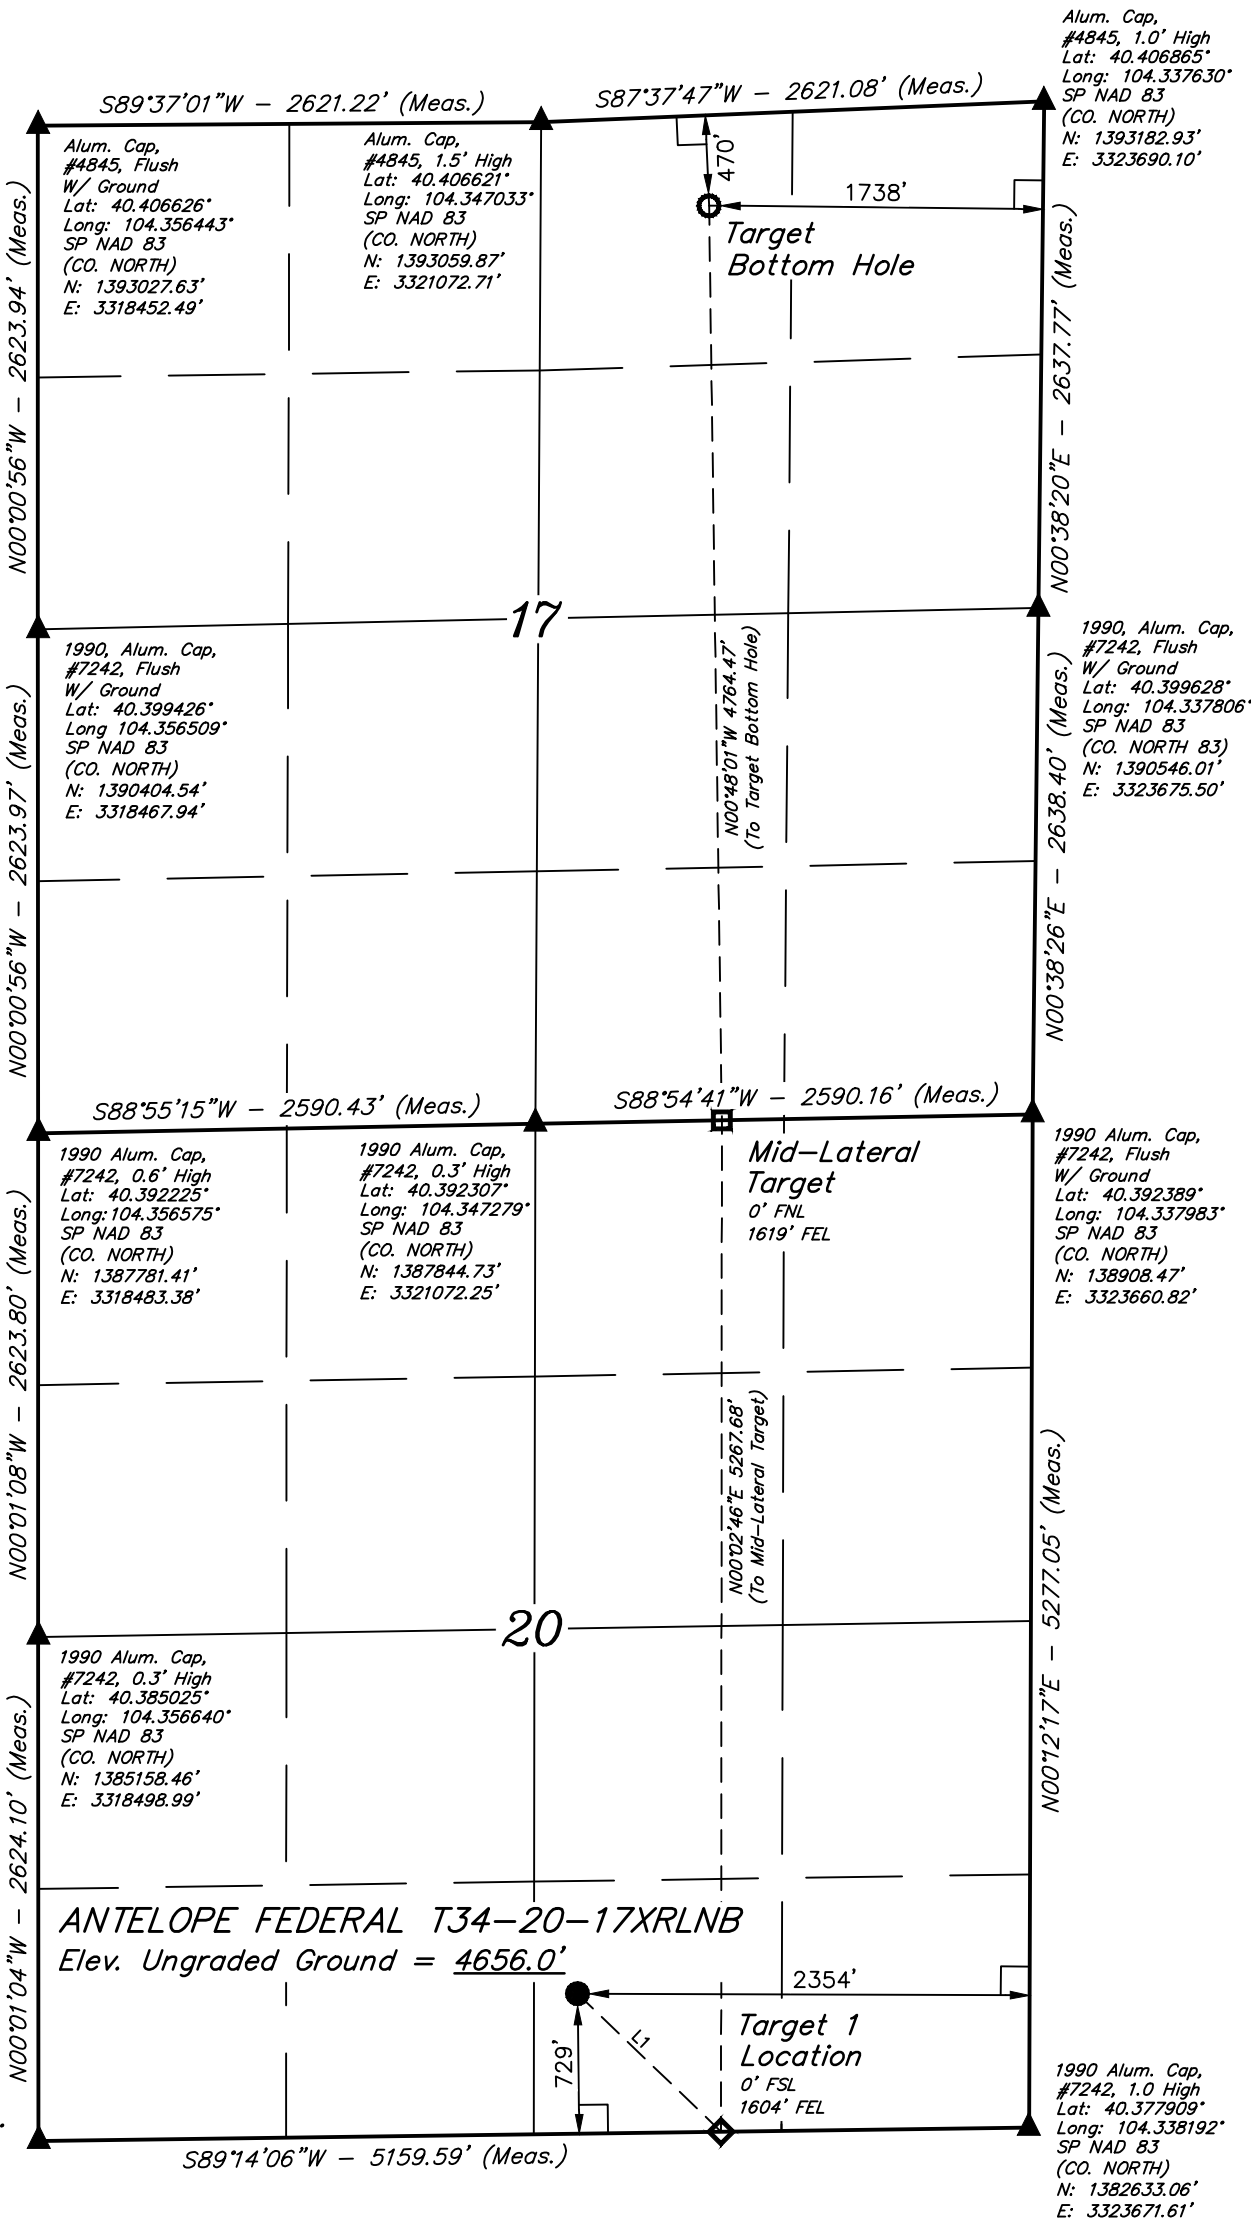 Alum. Cap,
#4845, 1.0' High
Lat: 40.406865°
Long: 104.337630°
SP NAD 83
(CO. NORTH)
N: 1393182.93'
E: 3323690.10'
S89°37'01"W - 2621.22' (Meas.)
S87°37'47"W - 2621.08' (Meas.)
Alum. Cap,
#4845, Flush
W/ Ground
Lat: 40.406626°
Long: 104.356443°
SP NAD 83
(CO. NORTH)
N: 1393027.63'
E: 3318452.49'
Alum. Cap,
#4845, 1.5' High
Lat: 40.406621°
Long: 104.347033°
SP NAD 83
(CO. NORTH)
N: 1393059.87'
E: 3321072.71'
470'
1738'
Target
Bottom Hole
N00°00'56"W - 2623.94' (Meas.)
N00°38'20"E - 2637.77' (Meas.)
17
1990, Alum. Cap,
#7242, Flush
W/ Ground
Lat: 40.399426°
Long 104.356509°
SP NAD 83
(CO. NORTH)
N: 1390404.54'
E: 3318467.94'
N00°48'01"W 4764.47'
(To Target Bottom Hole)
1990, Alum. Cap,
#7242, Flush
W/ Ground
Lat: 40.399628°
Long: 104.337806°
SP NAD 83
(CO. NORTH 83)
N: 1390546.01'
E: 3323675.50'
N00°00'56"W - 2623.97' (Meas.)
N00°38'26"E - 2638.40' (Meas.)
S88°55'15"W - 2590.43' (Meas.)
S88°54'41"W - 2590.16' (Meas.)
1990 Alum. Cap,
#7242, 0.6' High
Lat: 40.392225°
Long: 104.356575°
SP NAD 83
(CO. NORTH)
N: 1387781.41'
E: 3318483.38'
1990 Alum. Cap,
#7242, 0.3' High
Lat: 40.392307°
Long: 104.347279°
SP NAD 83
(CO. NORTH)
N: 1387844.73'
E: 3321072.25'
Mid-Lateral
Target
0' FNL
1619' FEL
1990 Alum. Cap,
#7242, Flush
W/ Ground
Lat: 40.392389°
Long: 104.337983°
SP NAD 83
(CO. NORTH)
N: 138908.47'
E: 3323660.82'
N00°01'08"W - 2623.80' (Meas.)
N00°02'46"E 5267.68'
(To Mid-Lateral Target)
N00°12'17"E - 5277.05' (Meas.)
20
1990 Alum. Cap,
#7242, 0.3' High
Lat: 40.385025°
Long: 104.356640°
SP NAD 83
(CO. NORTH)
N: 1385158.46'
E: 3318498.99'
N00°01'04"W - 2624.10' (Meas.)
ANTELOPE FEDERAL T34-20-17XRLNB
Elev. Ungraded Ground = 4656.0'
2354'
729'
L1
Target 1
Location
0' FSL
1604' FEL
S89°14'06"W - 5159.59' (Meas.)
1990 Alum. Cap,
#7242, 1.0 High
Lat: 40.377909°
Long: 104.338192°
SP NAD 83
(CO. NORTH)
N: 1382633.06'
E: 3323671.61'